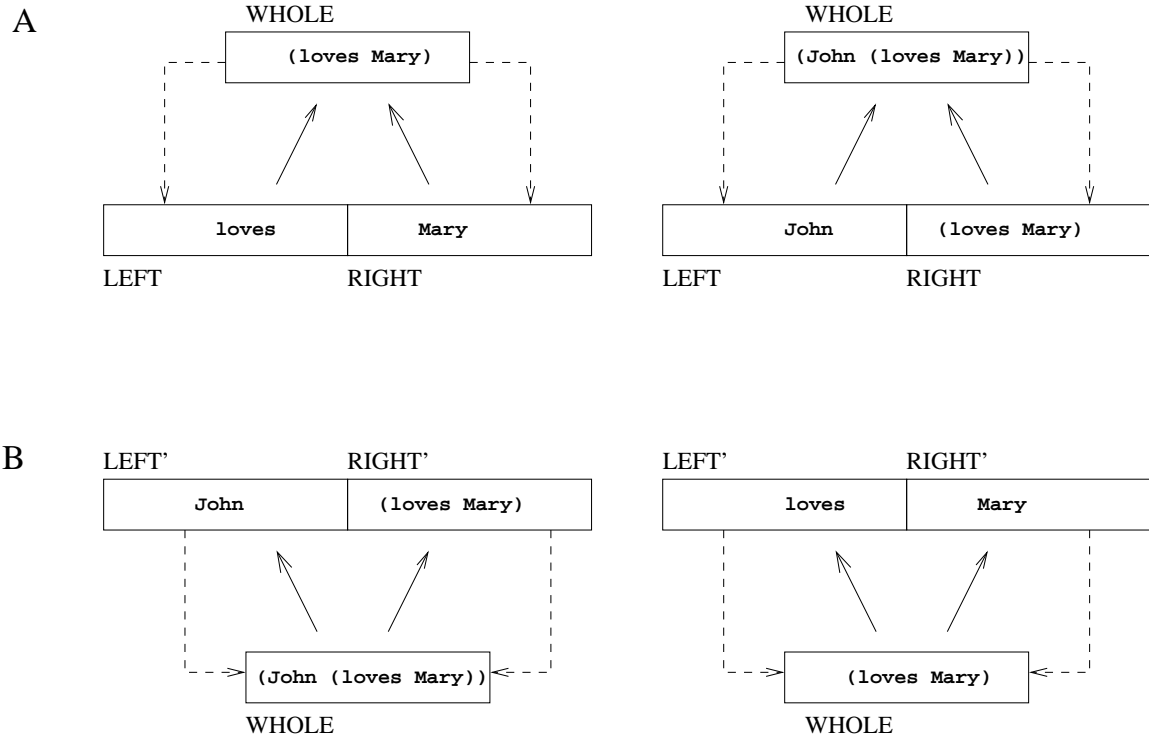 A
WHOLE WHOLE
(loves Mary) (John (loves Mary))
loves Mary John (loves Mary)
LEFT RIGHT LEFT RIGHT
B
LEFT’ RIGHT’ LEFT’ RIGHT’
John (loves Mary) loves Mary
(John (loves Mary)) (loves Mary)
WHOLE WHOLE